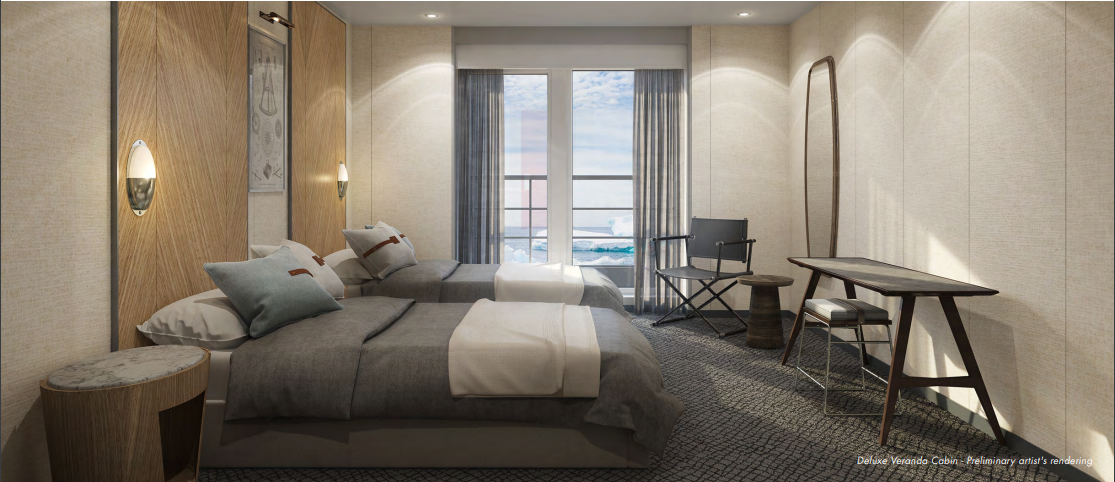 Deluxe Veranda Cabin - Preliminary artist's rendering